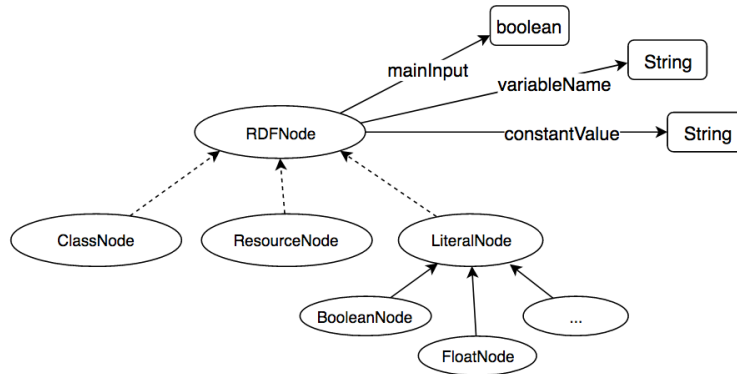 boolean
mainInput
String
variableName
RDFNode
constantValue
String
ClassNode
ResourceNode
LiteralNode
BooleanNode
...
FloatNode